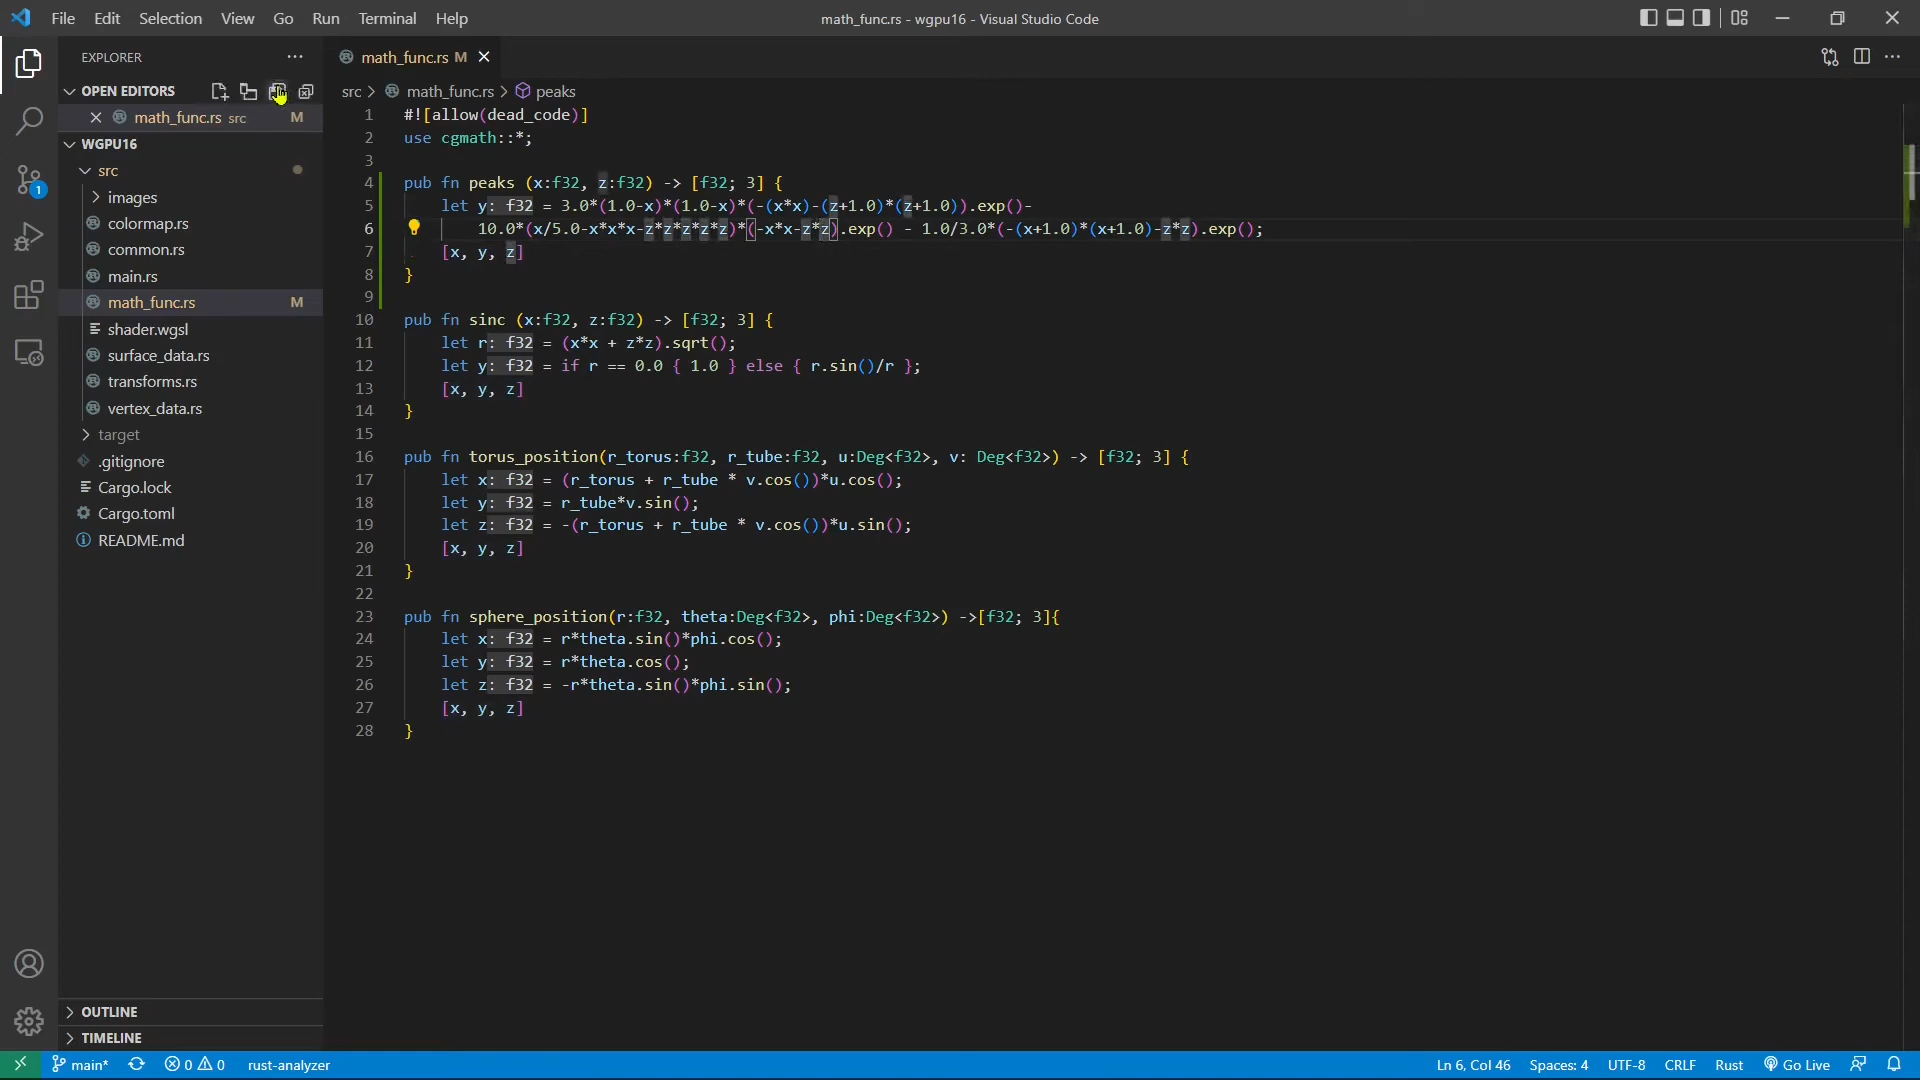 File Edit Selection View Go Run Terminal Help
math_func.rs - wgpu16 - Visual Studio Code
EXPLORER
OPEN EDITORS
math_func.rs src M
WGPU16
src
images
colormap.rs
common.rs
main.rs
math_func.rs M
shader.wgsl
surface_data.rs
transforms.rs
vertex_data.rs
target
.gitignore
Cargo.lock
Cargo.toml
README.md
OUTLINE
TIMELINE
1
math_func.rs M
src > math_func.rs > peaks
1 #![allow(dead_code)]
2 use cgmath::*;
3
4 pub fn peaks (x:f32, z:f32) -> [f32; 3] {
5 let y: f32 = 3.0*(1.0-x)*(1.0-x)*(-(x*x)-(z+1.0)*(z+1.0)).exp()-
6 10.0*(x/5.0-x*x*x-z*z*z*z*z)*(-x*x-z*z).exp() - 1.0/3.0*(-(x+1.0)*(x+1.0)-z*z).exp();
7 [x, y, z]
8 }
9
10 pub fn sinc (x:f32, z:f32) -> [f32; 3] {
11 let r: f32 = (x*x + z*z).sqrt();
12 let y: f32 = if r == 0.0 { 1.0 } else { r.sin()/r };
13 [x, y, z]
14 }
15
16 pub fn torus_position(r_torus:f32, r_tube:f32, u:Deg<f32>, v: Deg<f32>) -> [f32; 3] {
17 let x: f32 = (r_torus + r_tube * v.cos())*u.cos();
18 let y: f32 = r_tube*v.sin();
19 let z: f32 = -(r_torus + r_tube * v.cos())*u.sin();
20 [x, y, z]
21 }
22
23 pub fn sphere_position(r:f32, theta:Deg<f32>, phi:Deg<f32>) ->[f32; 3]{
24 let x: f32 = r*theta.sin()*phi.cos();
25 let y: f32 = r*theta.cos();
26 let z: f32 = -r*theta.sin()*phi.sin();
27 [x, y, z]
28 }
main* 0 0 rust-analyzer
Ln 6, Col 46 Spaces: 4 UTF-8 CRLF Rust Go Live